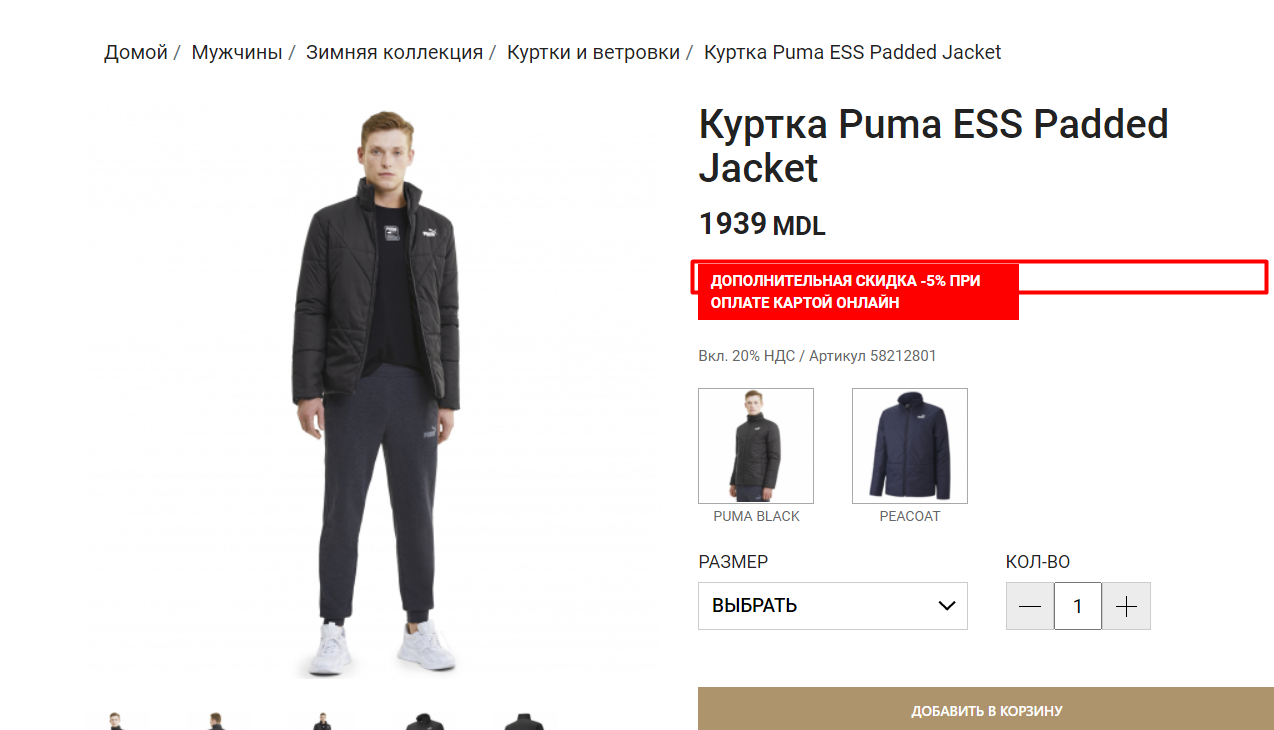 Домой / Мужчины / Зимняя коллекция / Куртки и ветровки / Куртка Puma ESS Padded Jacket
Куртка Puma ESS Padded
Jacket
1939 MDL
ДОПОЛНИТЕЛЬНАЯ СКИДКА -5% ПРИ
ОПЛАТЕ КАРТОЙ ОНЛАЙН
Вкл. 20% НДС / Артикул 58212801
PUMA BLACK
PEACOAT
РАЗМЕР
КОЛ-ВО
ВЫБРАТЬ
1
ДОБАВИТЬ В КОРЗИНУ